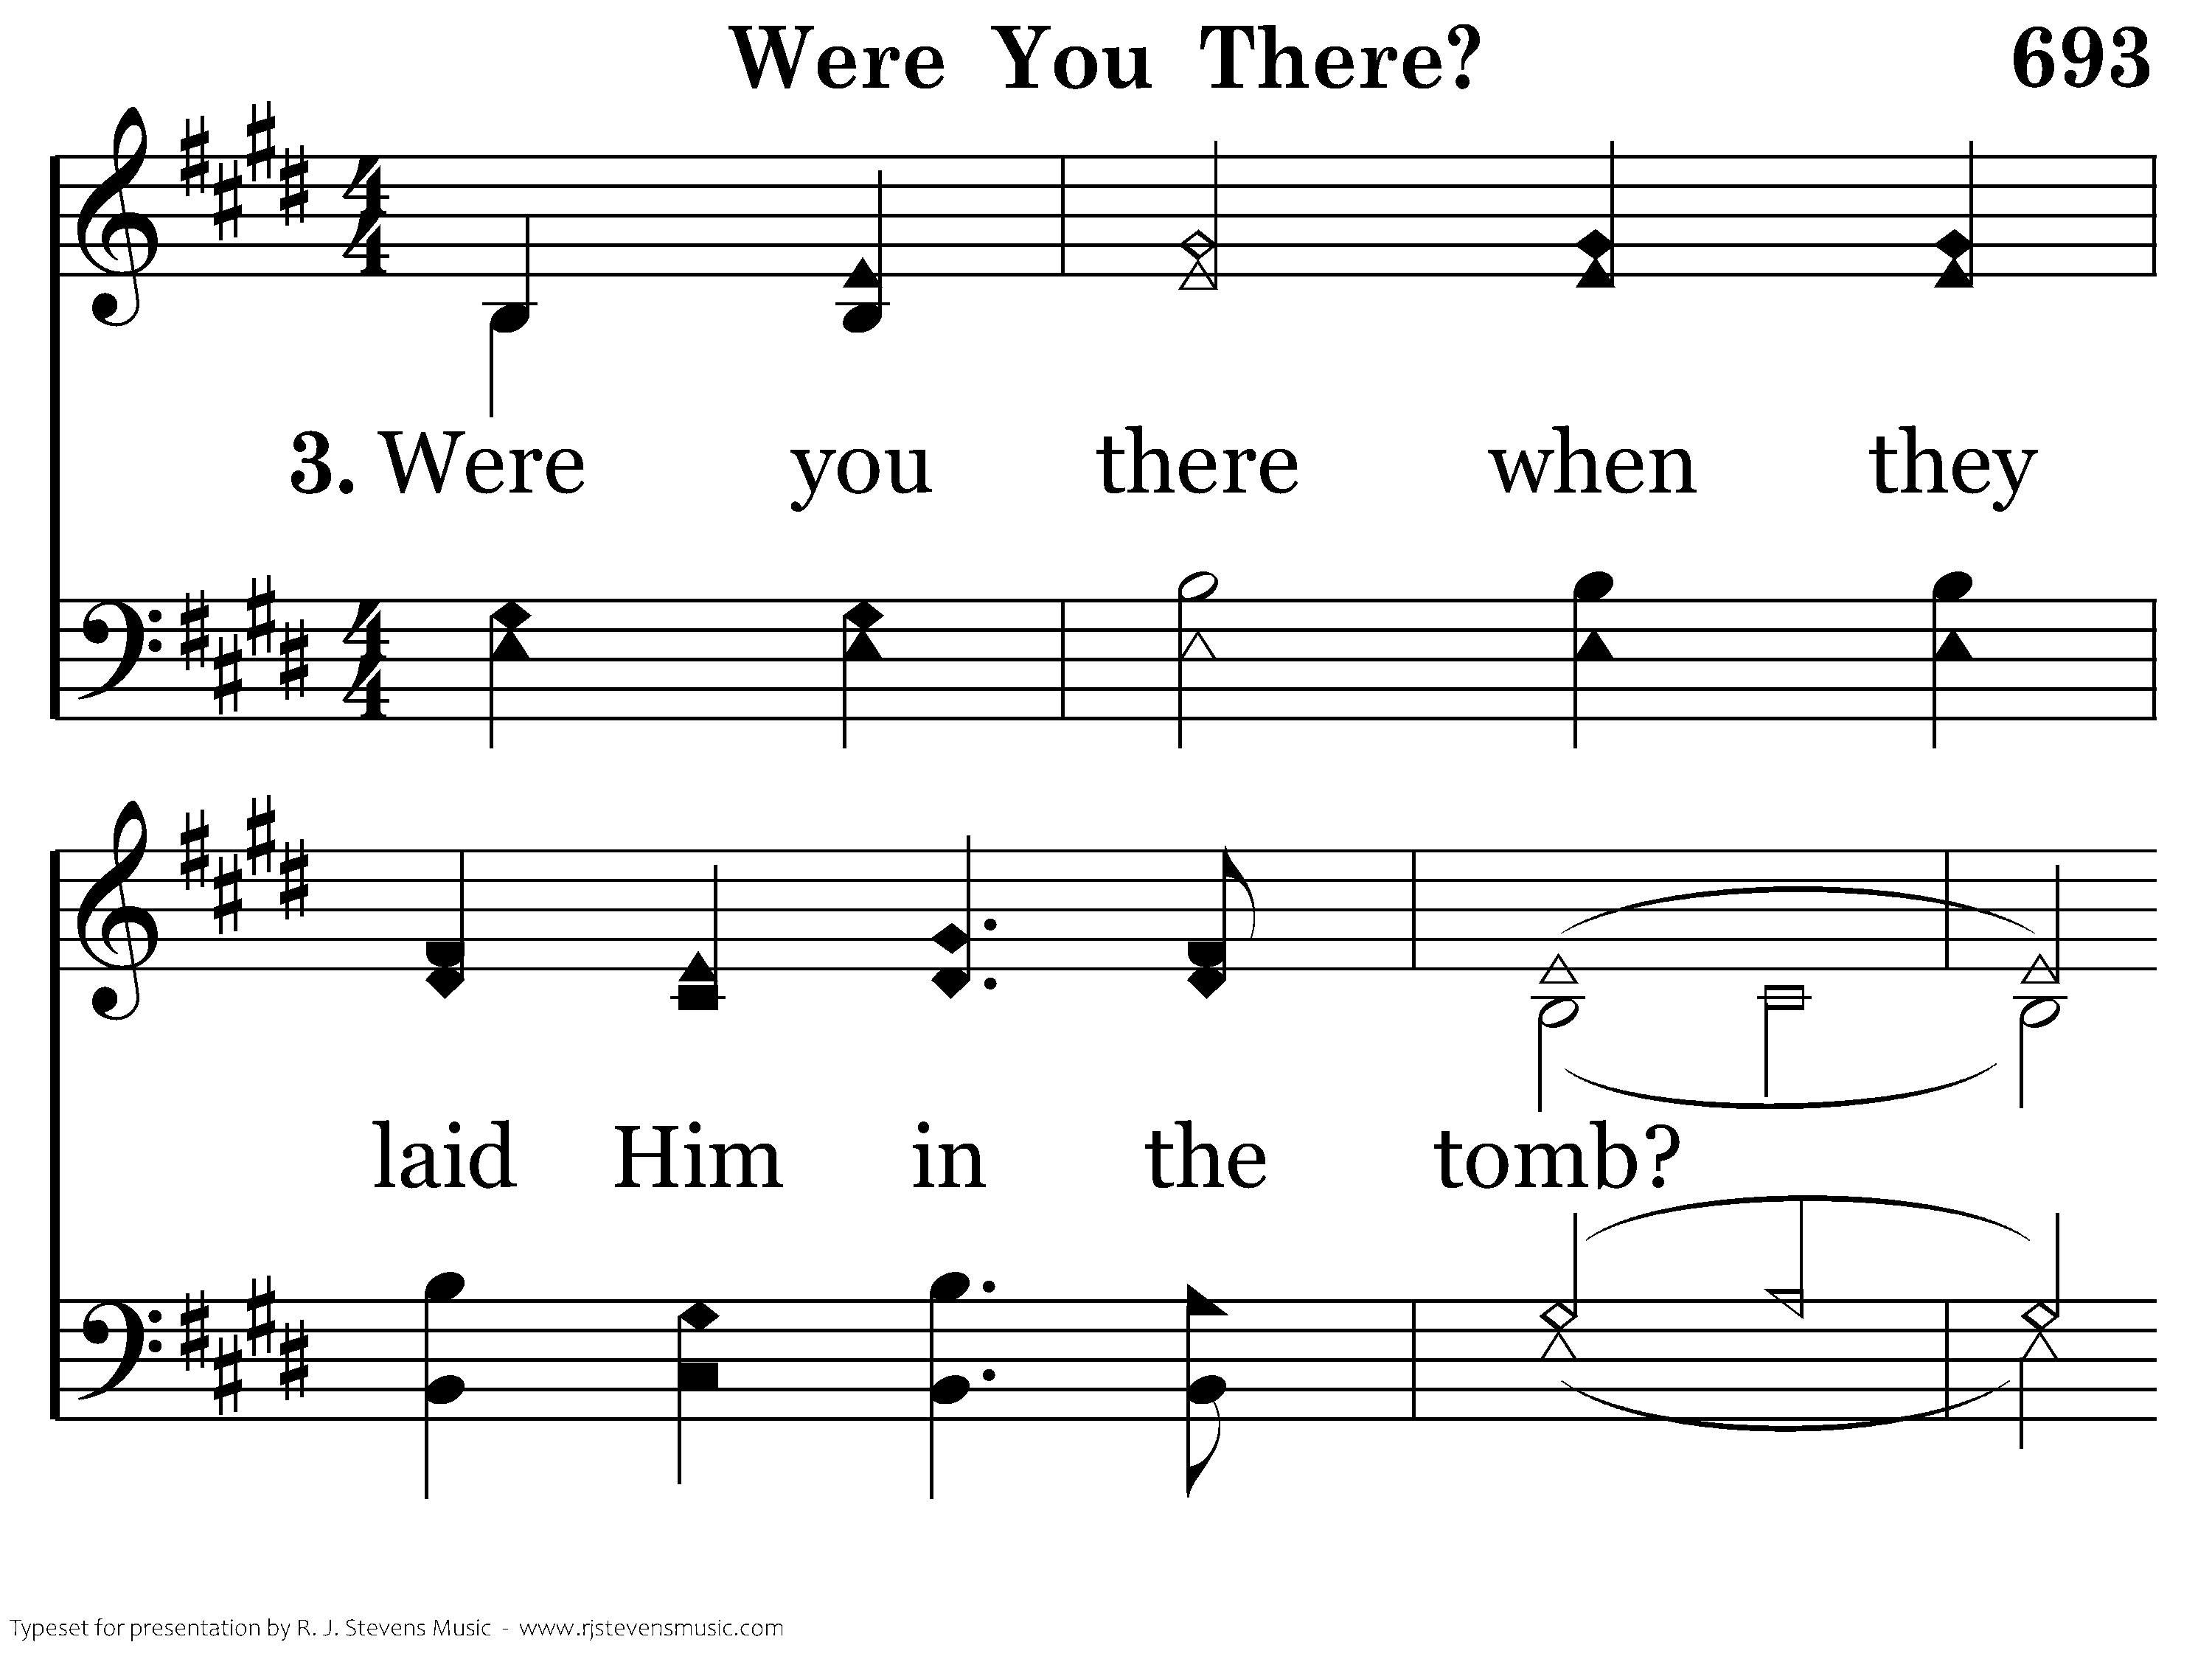 Were You There? 693
3. Were you there when they
laid Him in the tomb?
Typeset for presentation by R. J. Stevens Music - www.rjstevensmusic.com